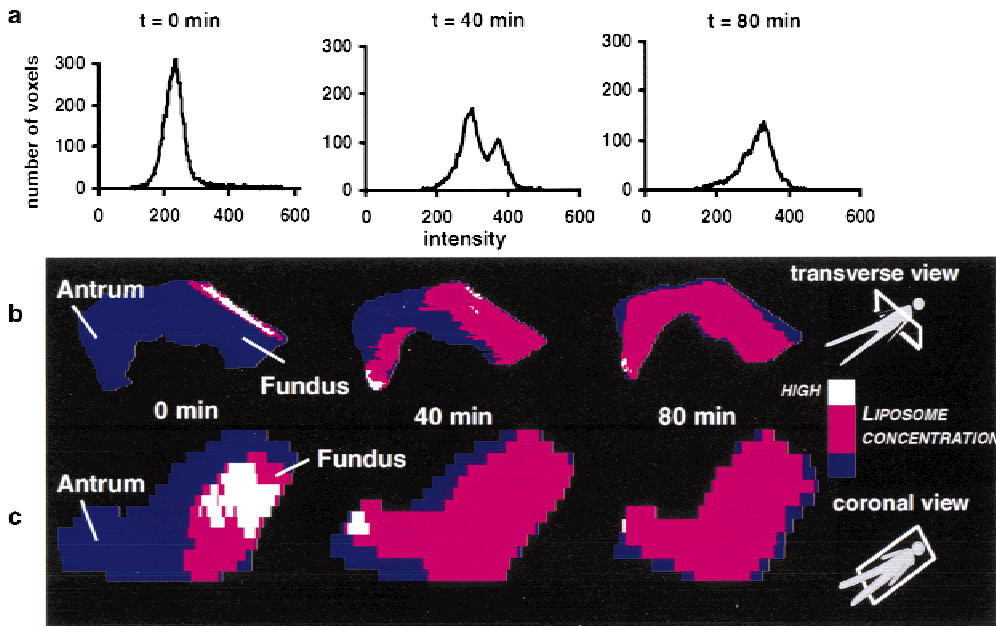 a
t = 0 min
t = 40 min
t = 80 min
number of voxels
300
200
100
0
0
200
400
600
300
200
100
0
0
200
400
600
300
200
100
0
0
200
400
600
intensity
b
Antrum
Fundus
0 min
40 min
80 min
transverse view
HIGH
LIPOSOME
CONCENTRATION
c
Antrum
Fundus
coronal view